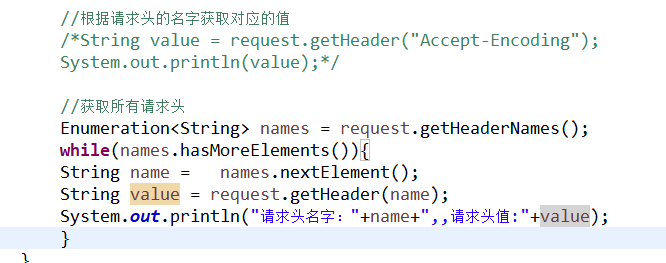 //根据请求头的名字获取对应的值
/*String value = request.getHeader("Accept-Encoding");
System.out.println(value);*/
//获取所有请求头
Enumeration<String> names = request.getHeaderNames();
while(names.hasMoreElements()){
String name =   names.nextElement();
String value = request.getHeader(name);
System.out.println("请求头名字："+name+",,请求头值:"+value);
}
}